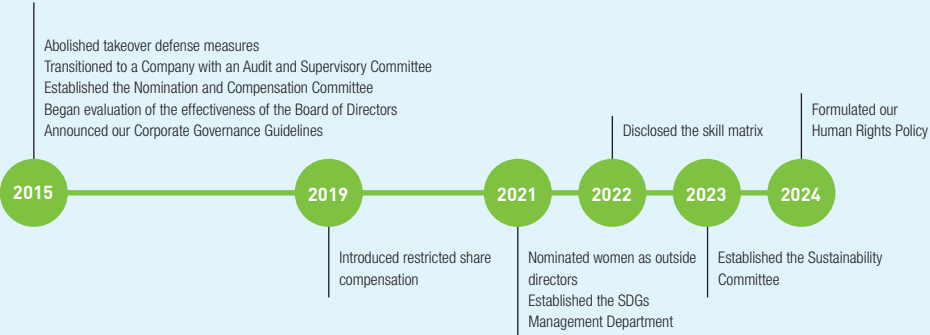 Abolished takeover defense measures
Transitioned to a Company with an Audit and Supervisory Committee
Established the Nomination and Compensation Committee
Began evaluation of the effectiveness of the Board of Directors
Announced our Corporate Governance Guidelines
Disclosed the skill matrix
Formulated our
Human Rights Policy
2015
2019
2021
2022
2023
2024
Introduced restricted share
compensation
Nominated women as outside
directors
Established the SDGs
Management Department
Established the Sustainability
Committee